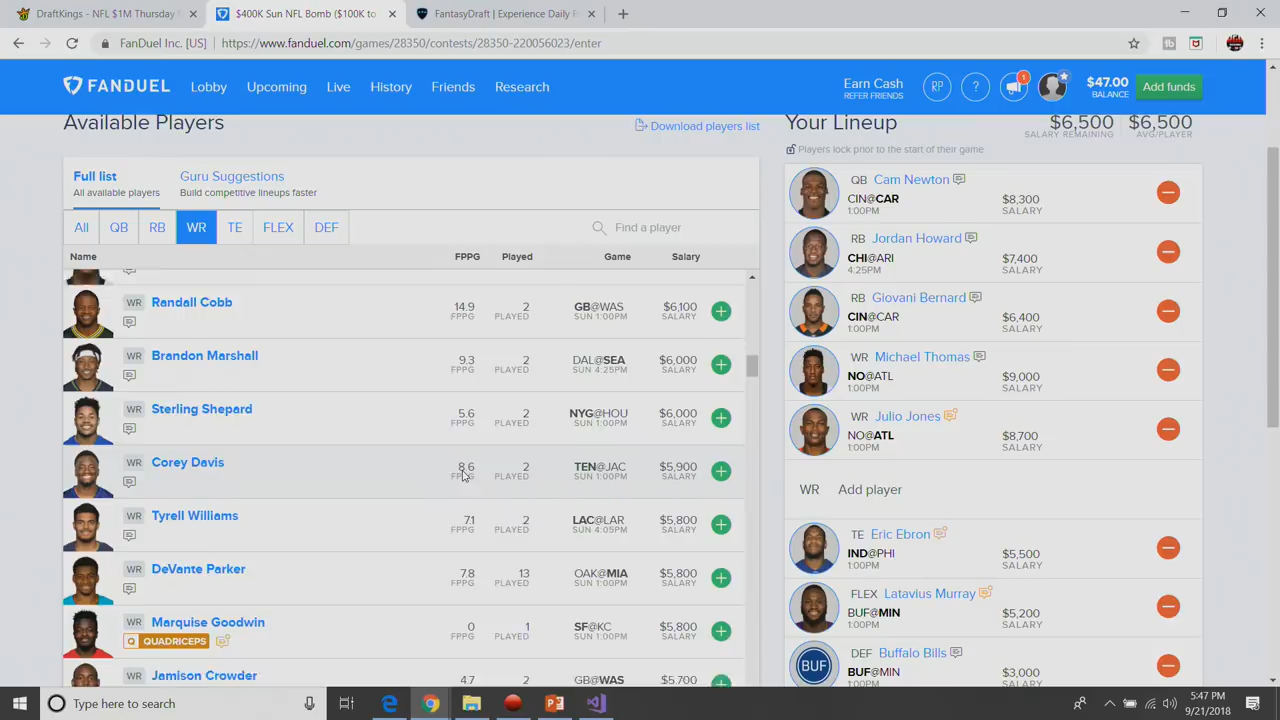 DraftKings - NFL $1M Thursday
$400K Sun NFL Bomb ($100K to
FantasyDraft | Experience Daily
FanDuel Inc. [US] | https://www.fanduel.com/games/28350/contests/28350-220056023/enter
FANDUEL Lobby Upcoming Live History Friends Research
Earn Cash
REFER FRIENDS
RP ? 1
$47.00
BALANCE
Add funds
Available Players
Download players list
Full list
All available players
Guru Suggestions
Build competitive lineups faster
All QB RB WR TE FLEX DEF
Find a player
Name FPPG Played Game Salary
WR Randall Cobb 14.9 2 GB@WAS $6,100
FPPG PLAYED SUN 1:00PM SALARY
WR Brandon Marshall 9.3 2 DAL@SEA $6,000
FPPG PLAYED SUN 4:25PM SALARY
WR Sterling Shepard 5.6 2 NYG@HOU $6,000
FPPG PLAYED SUN 1:00PM SALARY
WR Corey Davis 8.6 2 TEN@JAC $5,900
FPPG PLAYED SUN 1:00PM SALARY
WR Tyrell Williams 7.1 2 LAC@LAR $5,800
FPPG PLAYED SUN 4:05PM SALARY
WR DeVante Parker 7.8 13 OAK@MIA $5,800
FPPG PLAYED SUN 1:00PM SALARY
WR Marquise Goodwin 0 1 SF@KC $5,800
Q QUADRICEPS FPPG PLAYED SUN 1:00PM SALARY
WR Jamison Crowder 4.7 2 GB@WAS $5,700
Your Lineup
$6,500
SALARY REMAINING
$6,500
AVG/PLAYER
Players lock prior to the start of their game
QB Cam Newton
CIN@CAR $8,300
1:00PM SALARY
RB Jordan Howard
CHI@ARI $7,400
4:25PM SALARY
RB Giovani Bernard
CIN@CAR $6,400
1:00PM SALARY
WR Michael Thomas
NO@ATL $9,000
1:00PM SALARY
WR Julio Jones
NO@ATL $8,700
1:00PM SALARY
WR Add player
TE Eric Ebron
IND@PHI $5,500
1:00PM SALARY
FLEX Latavius Murray
BUF@MIN $5,200
1:00PM SALARY
BUF
DEF Buffalo Bills
BUF@MIN $3,000
1:00PM SALARY
Type here to search
5:47 PM
9/21/2018